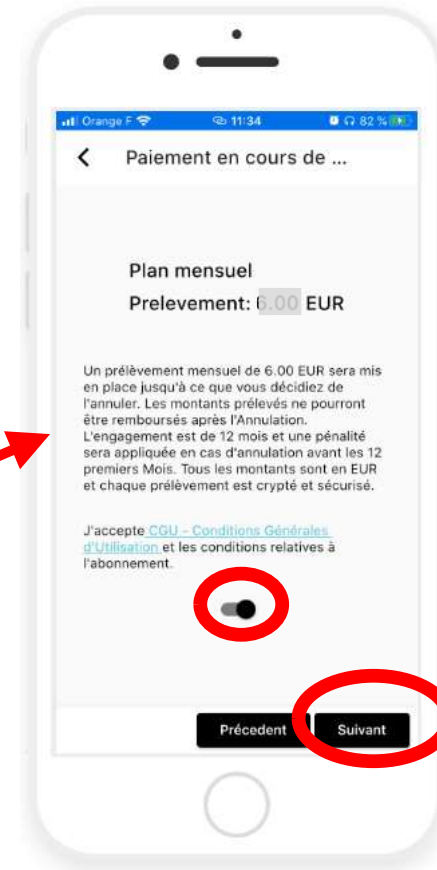 Orange F 11:34 82 %
Paiement en cours de ...
Plan mensuel
Prelevement: 6.00 EUR
Un prélèvement mensuel de 6.00 EUR sera mis
en place jusqu'à ce que vous décidiez de
l'annuler. Les montants prélevés ne pourront
être remboursés après l'Annulation.
L'engagement est de 12 mois et une pénalité
sera appliquée en cas d'annulation avant les 12
premiers Mois. Tous les montants sont en EUR
et chaque prélèvement est crypté et sécurisé.
J'accepte CGU - Conditions Générales
d'Utilisation et les conditions relatives à
l'abonnement.
Précedent Suivant